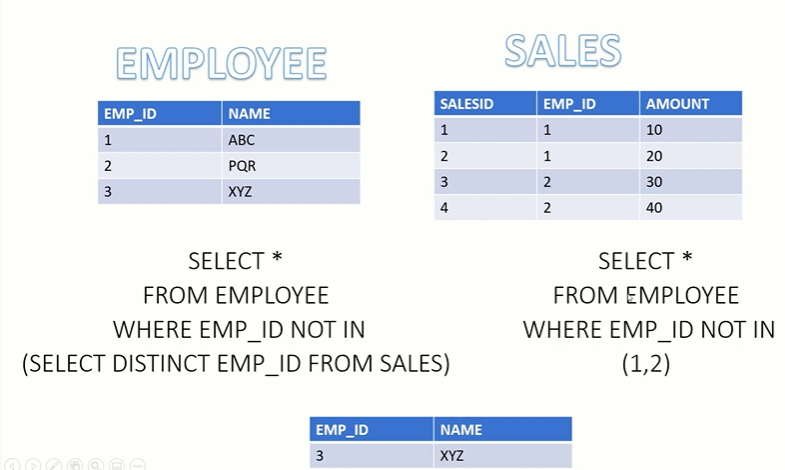 EMPLOYEE
EMP_ID NAME
1 ABC
2 PQR
3 XYZ
SALES
SALESID EMP_ID AMOUNT
1 1 10
2 1 20
3 2 30
4 2 40
SELECT *
FROM EMPLOYEE
WHERE EMP_ID NOT IN
(SELECT DISTINCT EMP_ID FROM SALES)
SELECT *
FROM EMPLOYEE
WHERE EMP_ID NOT IN
(1,2)
EMP_ID NAME
3 XYZ